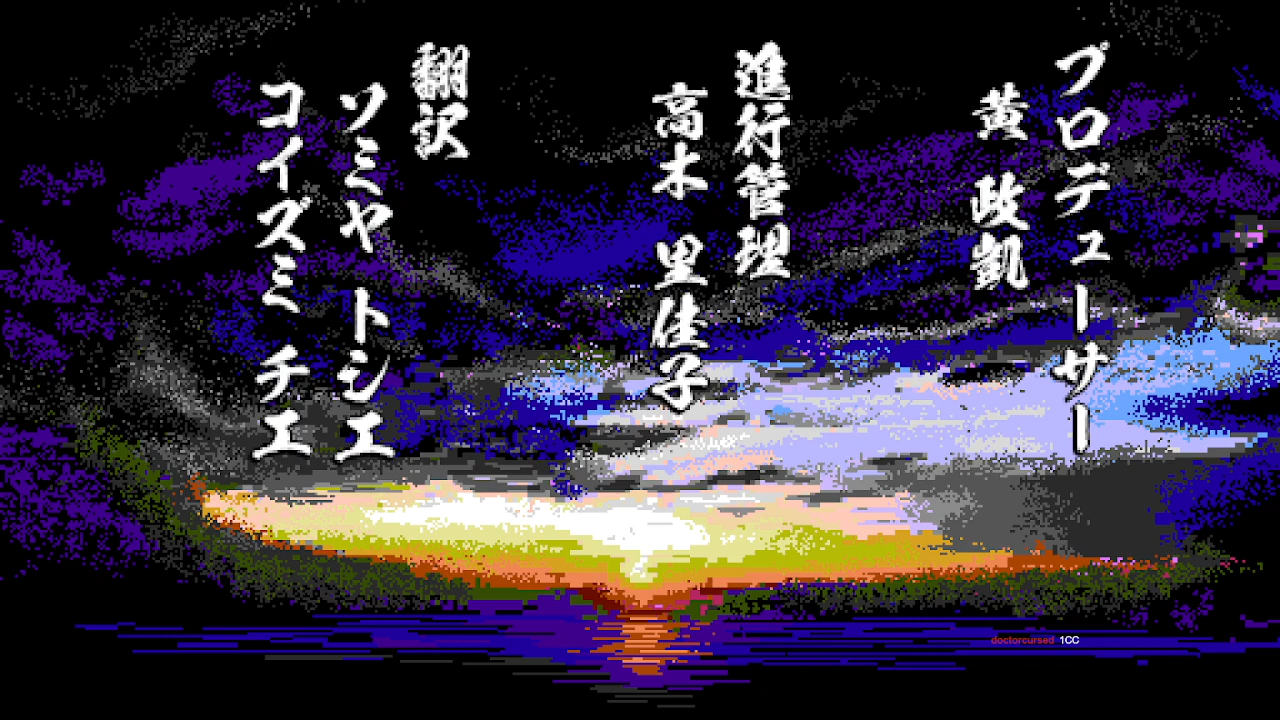 プロデューサー
黄 政凱
進行管理
高木 里佳子
翻訳
ソミヤ トシエ
コイズミ チエ
doctorcursed 1CC